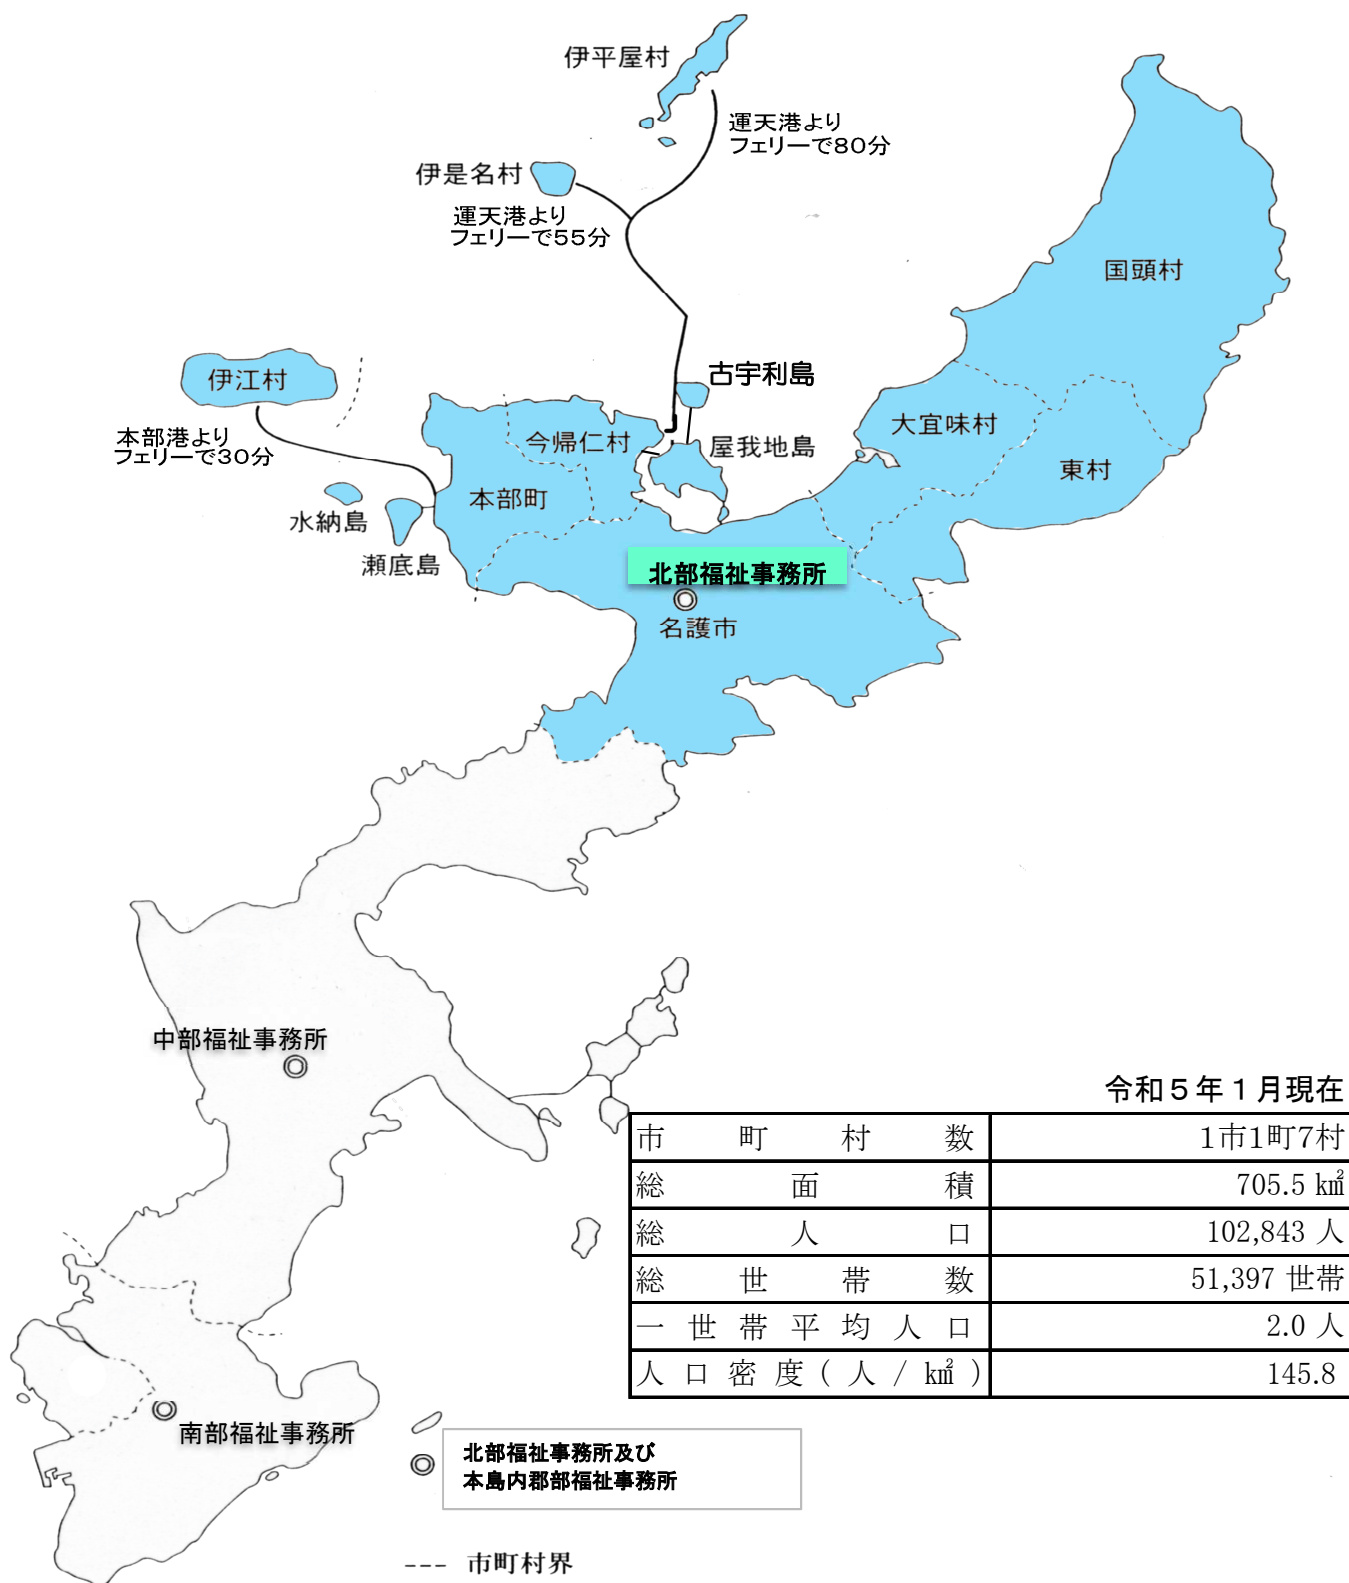 伊平屋村
運天港より
フェリーで80分
伊是名村
運天港より
フェリーで55分
国頭村
伊江村
古宇利島
本部港より
フェリーで30分
今帰仁村
屋我地島
大宜味村
東村
本部町
水納島
瀬底島
北部福祉事務所
名護市
中部福祉事務所
令和5年1月現在
市町村数 1市1町7村
総面積 705.5 ㎢
総人口 102,843 人
総世帯数 51,397 世帯
一世帯平均人口 2.0 人
人口密度(人/㎢) 145.8
南部福祉事務所
北部福祉事務所及び
本島内郡部福祉事務所
市町村界